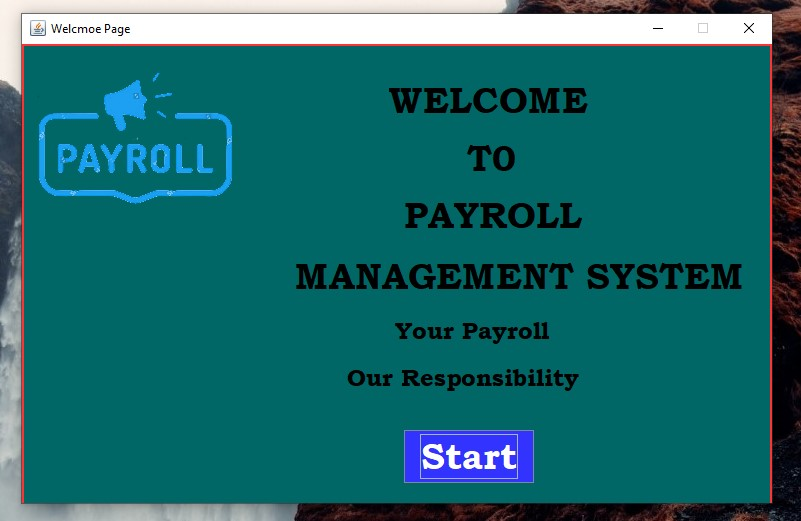 Welcmoe Page
PAYROLL
WELCOME
TO
PAYROLL
MANAGEMENT SYSTEM
Your Payroll
Our Responsibility
Start